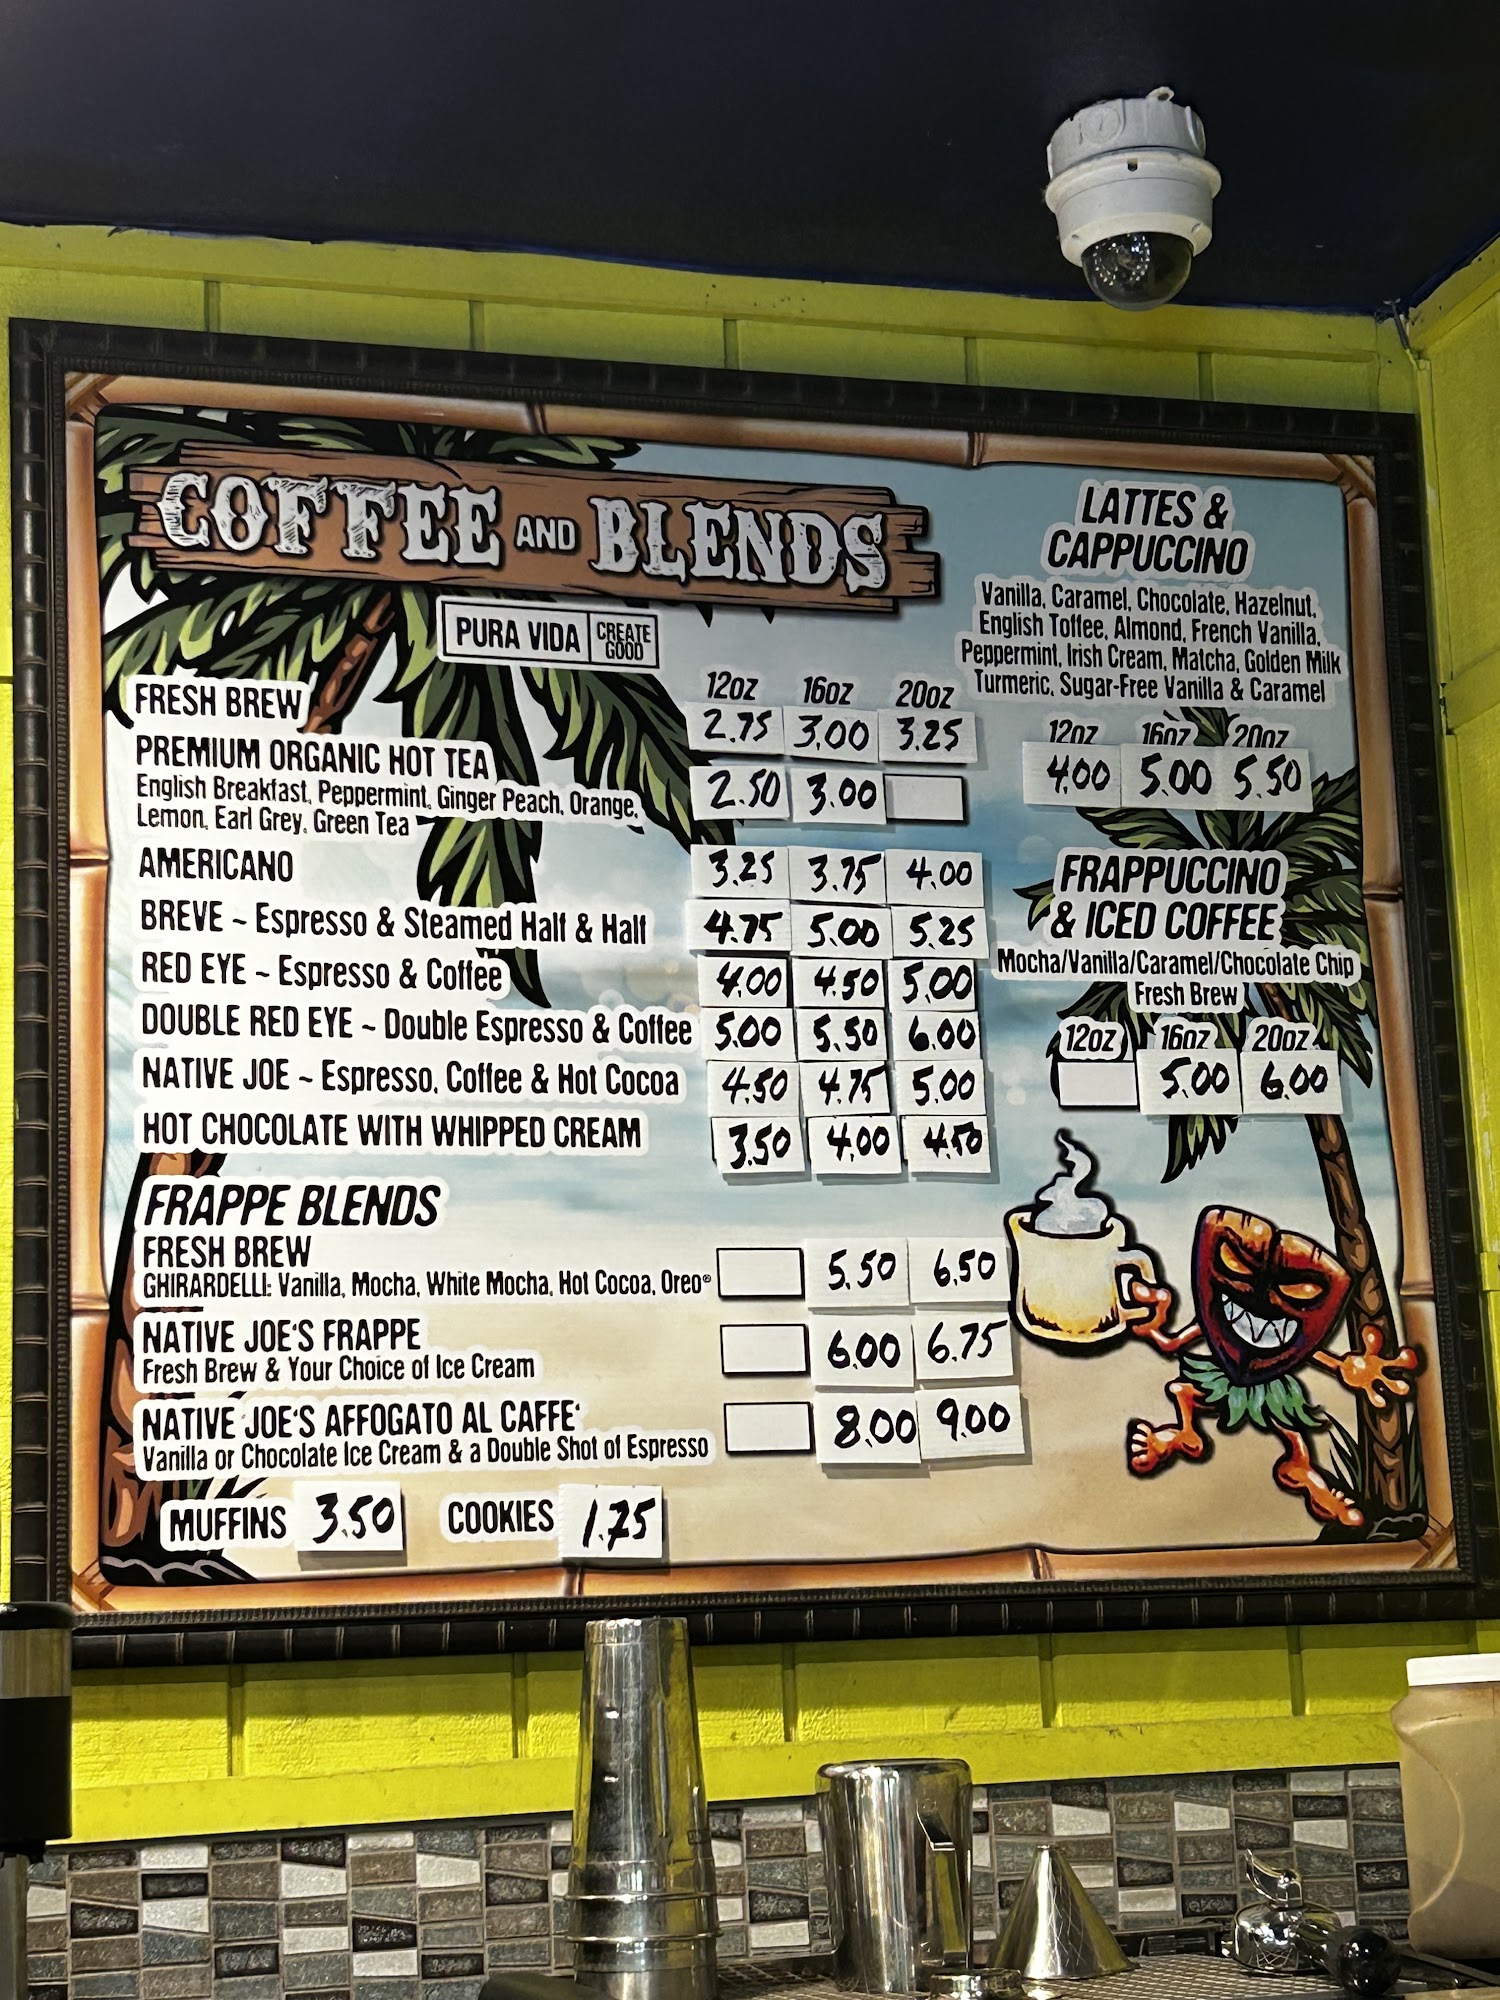 COFFEE AND BLENDS
PURA VIDA CREATE GOOD
12oz 16oz 20oz
FRESH BREW 2.75 3.00 3.25
PREMIUM ORGANIC HOT TEA 2.50 3.00
English Breakfast, Peppermint, Ginger Peach, Orange,
Lemon, Earl Grey, Green Tea
AMERICANO 3.25 3.75 4.00
BREVE ~ Espresso & Steamed Half & Half 4.75 5.00 5.25
RED EYE ~ Espresso & Coffee 4.00 4.50 5.00
DOUBLE RED EYE ~ Double Espresso & Coffee 5.00 5.50 6.00
NATIVE JOE ~ Espresso, Coffee & Hot Cocoa 4.50 4.75 5.00
HOT CHOCOLATE WITH WHIPPED CREAM 3.50 4.00 4.50
FRAPPE BLENDS
FRESH BREW 5.50 6.50
GHIRARDELLI: Vanilla, Mocha, White Mocha, Hot Cocoa, Oreo®
NATIVE JOE'S FRAPPE 6.00 6.75
Fresh Brew & Your Choice of Ice Cream
NATIVE JOE'S AFFOGATO AL CAFFE' 8.00 9.00
Vanilla or Chocolate Ice Cream & a Double Shot of Espresso
MUFFINS 3.50 COOKIES 1.75
LATTES &
CAPPUCCINO
Vanilla, Caramel, Chocolate, Hazelnut,
English Toffee, Almond, French Vanilla,
Peppermint, Irish Cream, Matcha, Golden Milk
Turmeric, Sugar-Free Vanilla & Caramel
12oz 16oz 20oz
4.00 5.00 5.50
FRAPPUCCINO
& ICED COFFEE
Mocha/Vanilla/Caramel/Chocolate Chip
Fresh Brew
12oz 16oz 20oz
5.00 6.00